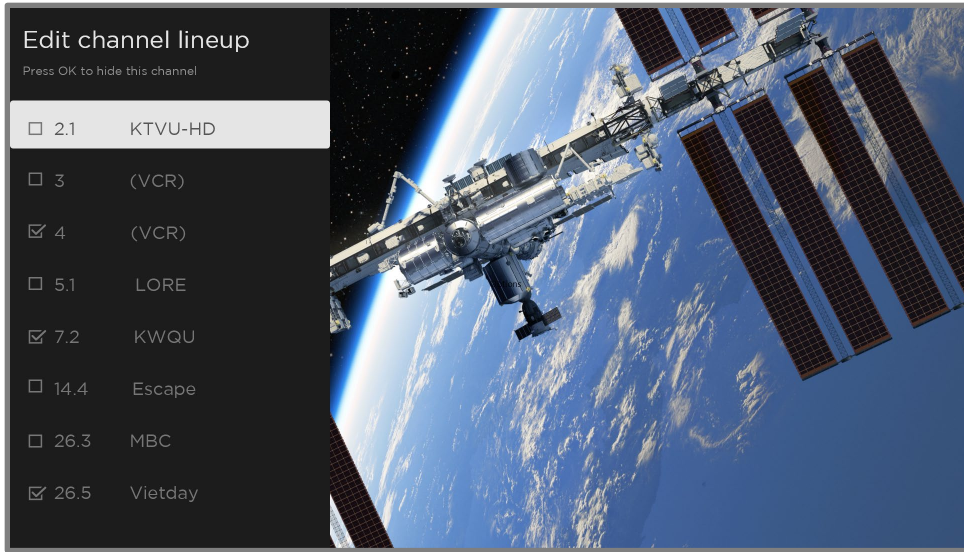 Edit channel lineup
Press OK to hide this channel
2.1 KTVU-HD
3 (VCR)
4 (VCR)
5.1 LORE
7.2 KWQU
14.4 Escape
26.3 MBC
26.5 Vietday